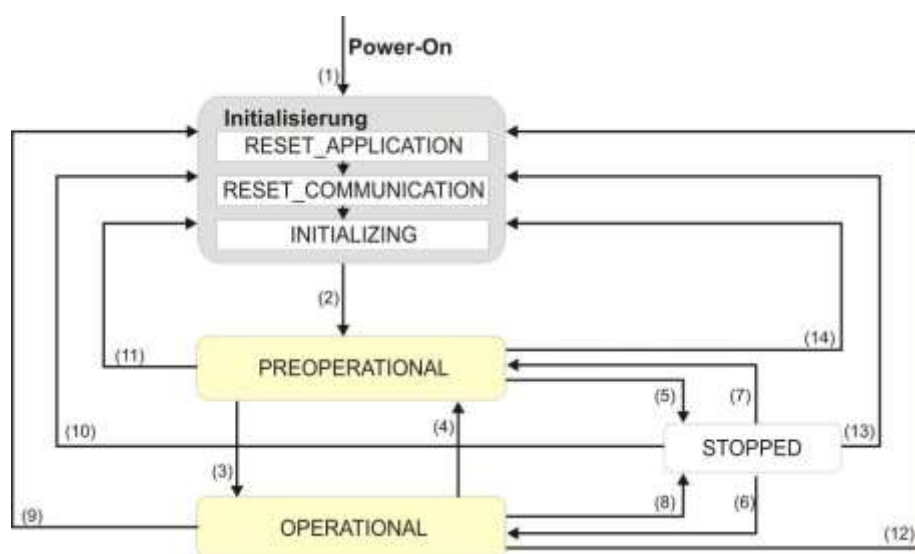 Power-On
(1)
Initialisierung
RESET_APPLICATION
RESET_COMMUNICATION
INITIALIZING
(2)
(14)
(11)
PREOPERATIONAL
(5)
(7)
(10)
(4)
(13)
STOPPED
(3)
(8)
(6)
(9)
OPERATIONAL
(12)